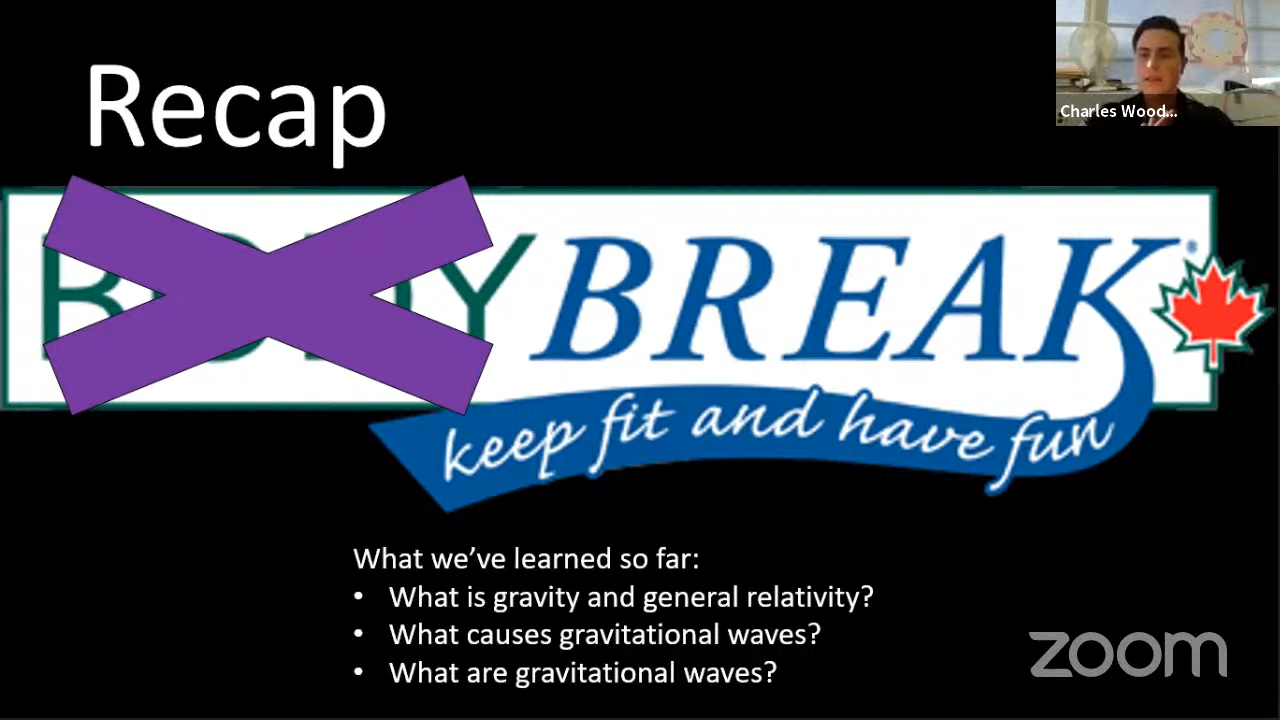 Recap
Charles Wood...
BREAK®
keep fit and have fun
What we've learned so far:
• What is gravity and general relativity?
• What causes gravitational waves?
• What are gravitational waves?
zoom